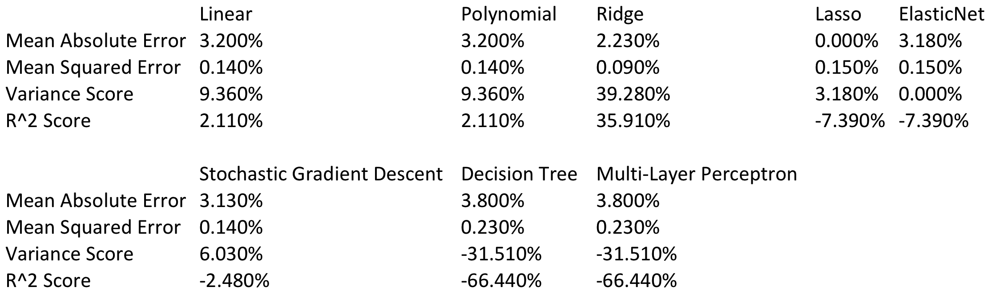 Linear Polynomial Ridge Lasso ElasticNet
Mean Absolute Error 3.200% 3.200% 2.230% 0.000% 3.180%
Mean Squared Error 0.140% 0.140% 0.090% 0.150% 0.150%
Variance Score 9.360% 9.360% 39.280% 3.180% 0.000%
R^2 Score 2.110% 2.110% 35.910% -7.390% -7.390%
Stochastic Gradient Descent Decision Tree Multi-Layer Perceptron
Mean Absolute Error 3.130% 3.800% 3.800%
Mean Squared Error 0.140% 0.230% 0.230%
Variance Score 6.030% -31.510% -31.510%
R^2 Score -2.480% -66.440% -66.440%